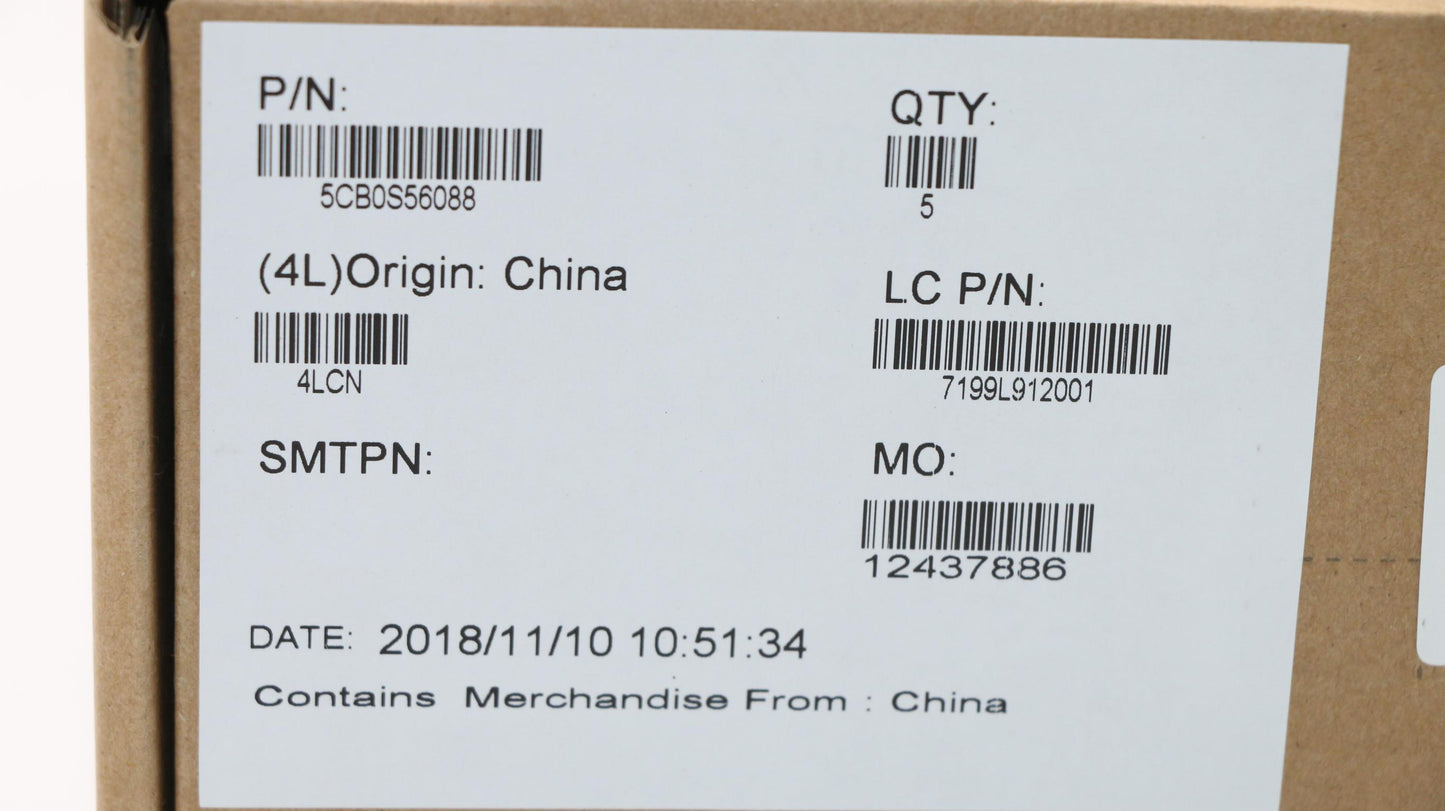 P/N:
5CB0S56088
QTY:
5
(4L)Origin: China
4LCN
LC P/N:
7199L912001
SMTPN:
MO:
12437886
DATE: 2018/11/10 10:51:34
Contains Merchandise From : China